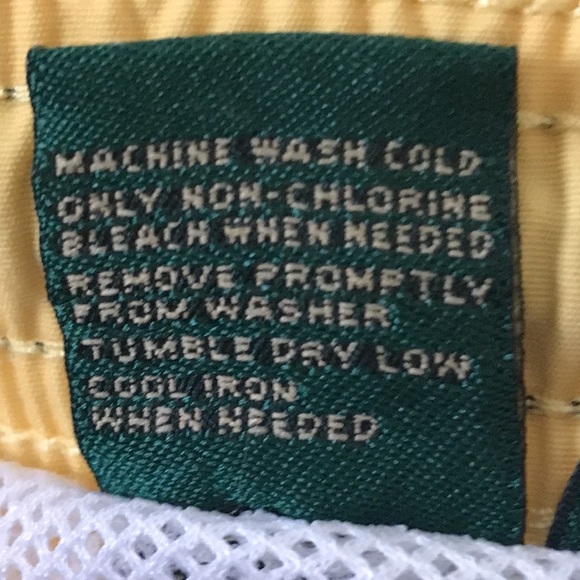 MACHINE WASH COLD
ONLY NON-CHLORINE
BLEACH WHEN NEEDED
REMOVE PROMPTLY
FROM WASHER
TUMBLE DRY LOW
COOL IRON
WHEN NEEDED